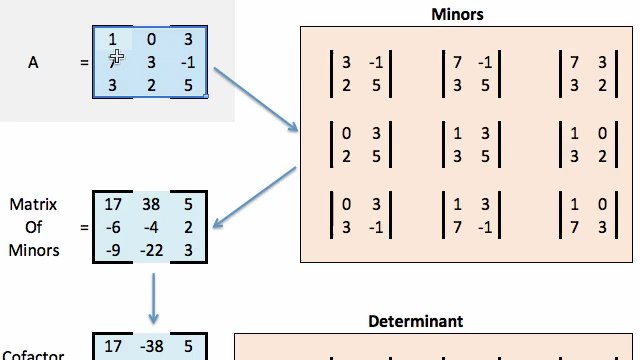 Minors
A = 1 0 3
7 3 -1
3 2 5
3 -1 7 -1 7 3
2 5 3 5 3 2
0 3 1 3 1 0
2 5 3 5 3 2
0 3 1 3 1 0
3 -1 7 -1 7 3
Matrix
Of
Minors
=
17 38 5
-6 -4 2
-9 -22 3
Determinant
Cofactor
17 -38 5